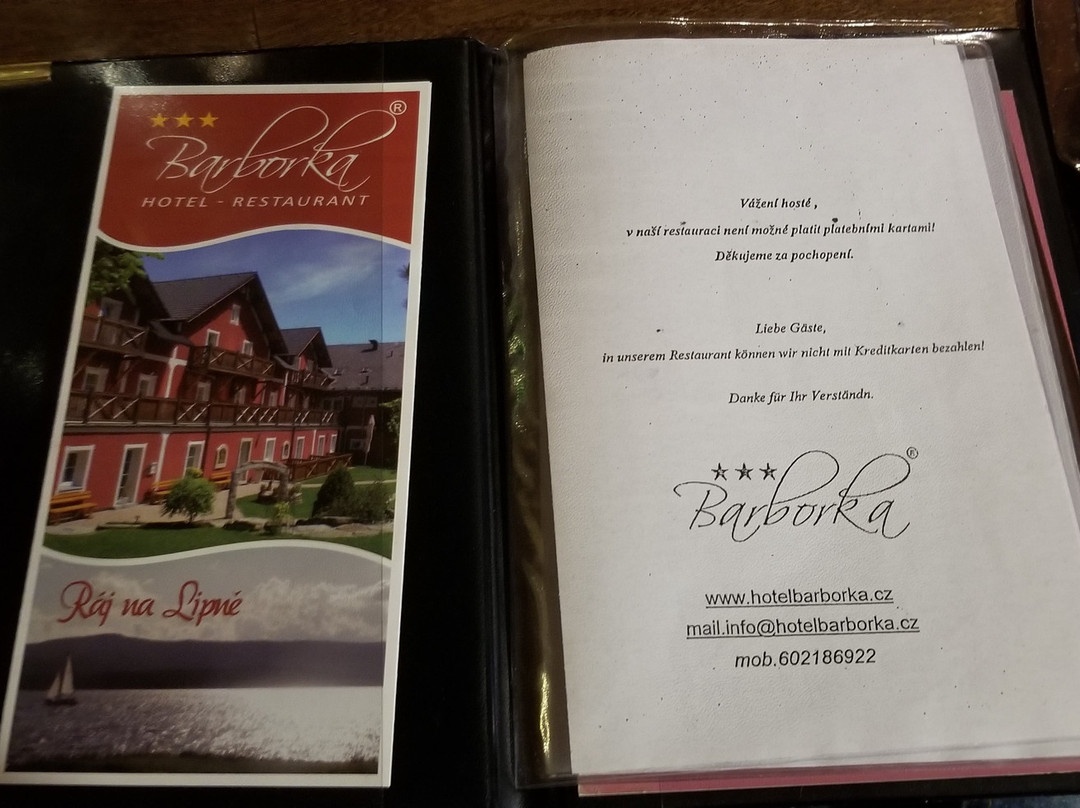 Barborka ®
HOTEL - RESTAURANT
Ráj na Lipné
Vážení hosté ,
v naší restauraci není možné platit platebními kartami!
Děkujeme za pochopení.
Liebe Gäste,
in unserem Restaurant können wir nicht mit Kreditkarten bezahlen!
Danke für Ihr Verständn.
Barborka ®
www.hotelbarborka.cz
mail.info@hotelbarborka.cz
mob.602186922